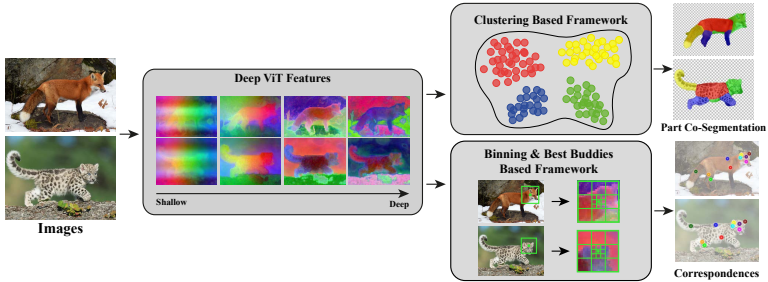 Images
Deep ViT Features
Shallow
Deep
Clustering Based Framework
Part Co-Segmentation
Binning & Best Buddies
Based Framework
Correspondences